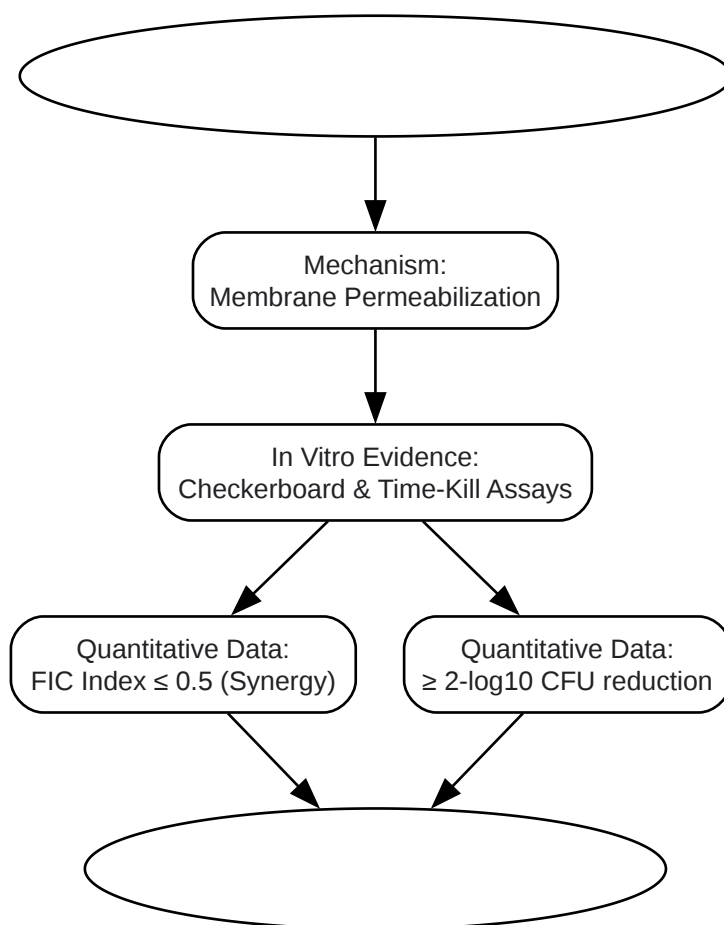 Mechanism:
Membrane Permeabilization
In Vitro Evidence:
Checkerboard & Time-Kill Assays
Quantitative Data:
FIC Index ≤ 0.5 (Synergy)
Quantitative Data:
≥ 2-log10 CFU reduction